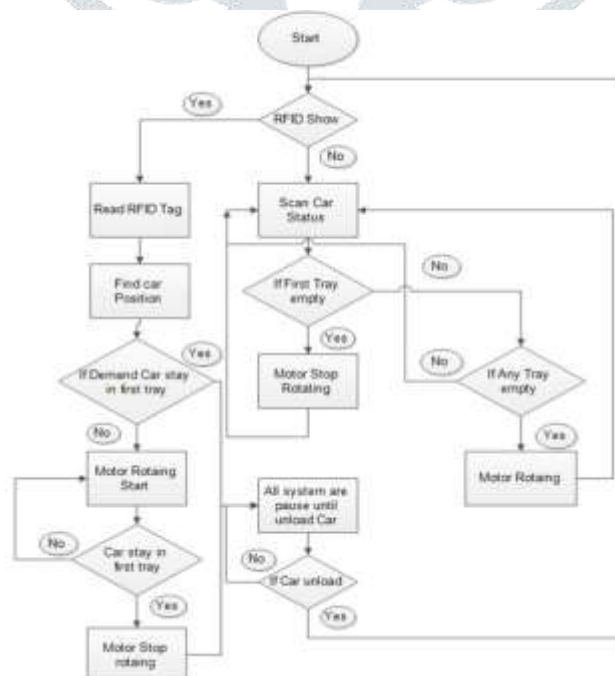 Start
Yes
RFID Show
No
Read RFID Tag
Scan Car
Status
Find car
Position
No
If First Tray
empty
Yes
Yes
If Demand Car stay
in first tray
Motor Stop
Rotating
No
If Any Tray
empty
No
Yes
Motor Rotaing
Start
All system are
pause until
unload Car
Motor Rotaing
No
Car stay in
first tray
No
If Car unload
Yes
Yes
Motor Stop
rotaing